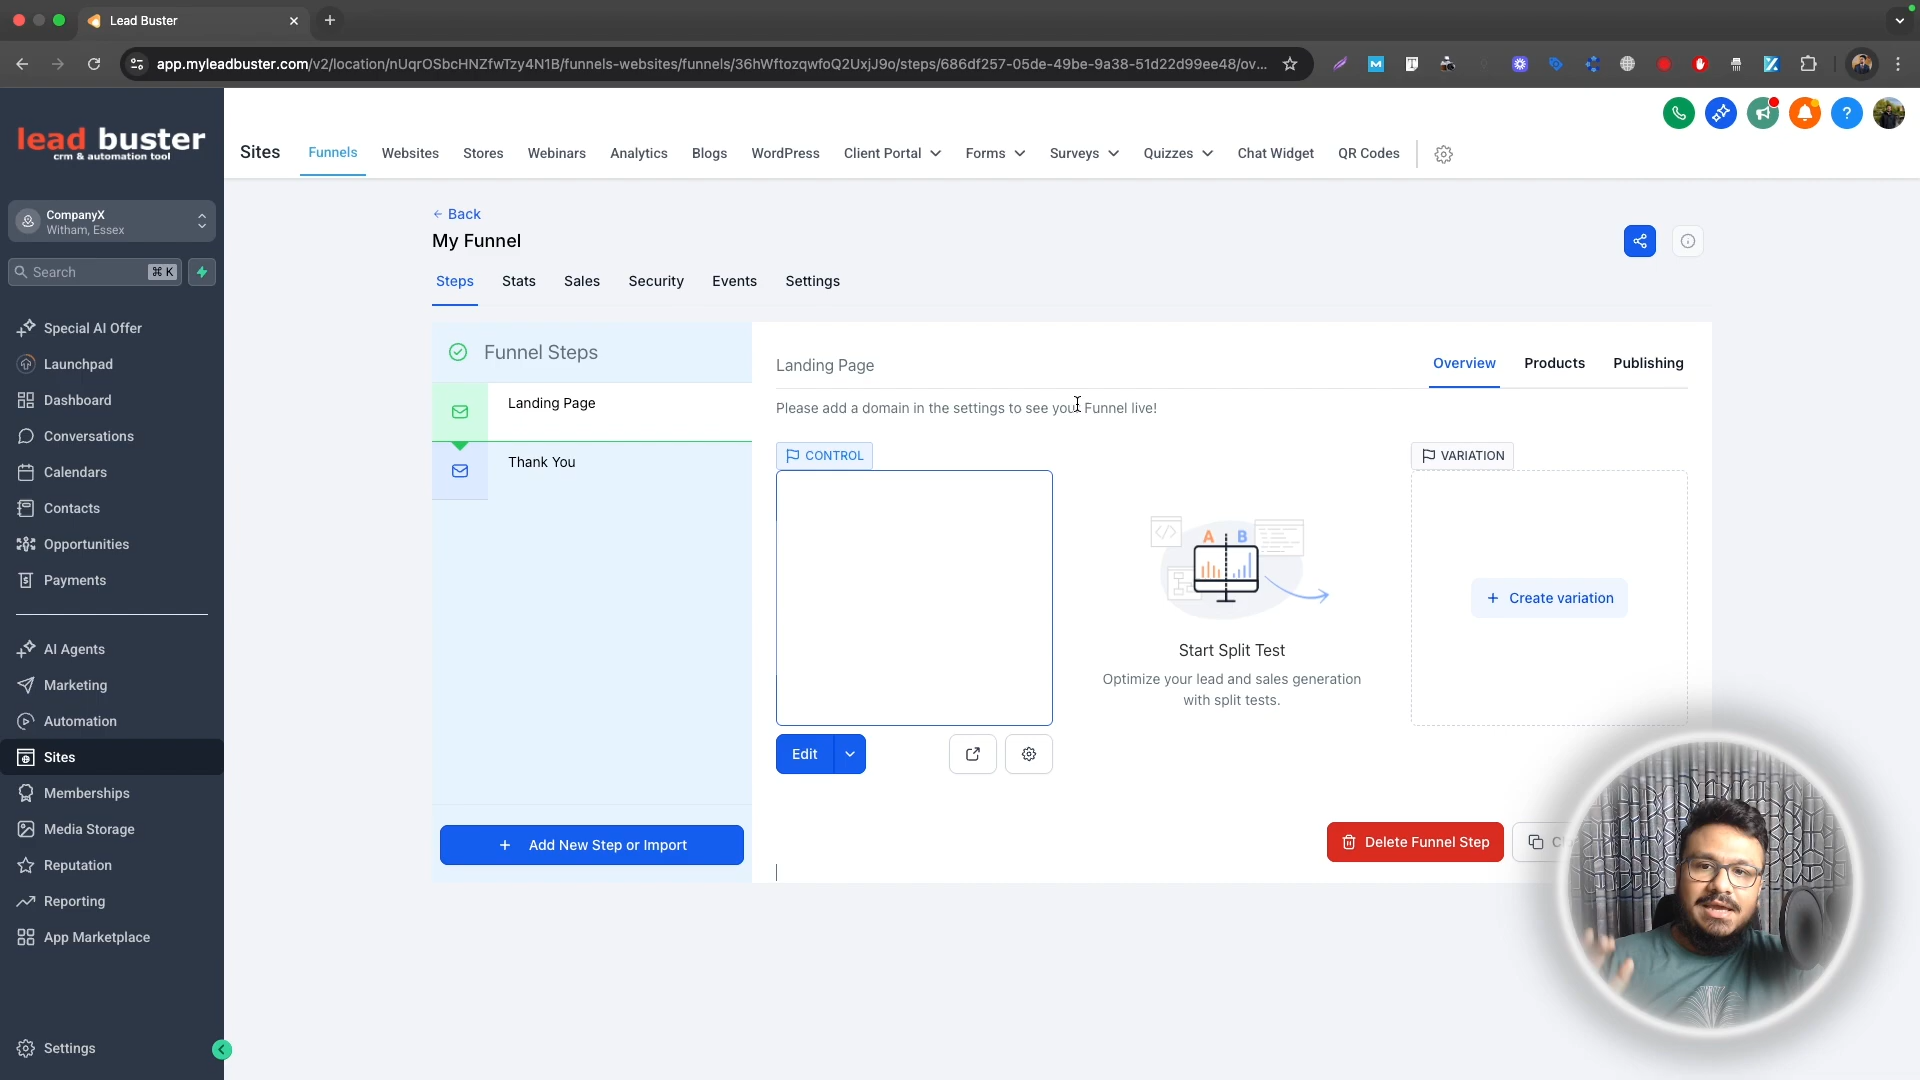 Lead Buster
app.myleadbuster.com/v2/location/nUqrOSbcHNZfwTzy4N1B/funnels-websites/funnels/36hWftozqwfoQ2UxjJ9o/steps/686df257-05de-49be-9a38-51d22d99ee48/ov...
lead buster
crm & automation tool
CompanyX
Witham, Essex
Search
⌘ K
Special AI Offer
Launchpad
Dashboard
Conversations
Calendars
Contacts
Opportunities
Payments
AI Agents
Marketing
Automation
Sites
Memberships
Media Storage
Reputation
Reporting
App Marketplace
Settings
Sites
Funnels
Websites
Stores
Webinars
Analytics
Blogs
WordPress
Client Portal
Forms
Surveys
Quizzes
Chat Widget
QR Codes
← Back
My Funnel
Steps
Stats
Sales
Security
Events
Settings
Funnel Steps
Landing Page
Thank You
+ Add New Step or Import
Landing Page
Overview
Products
Publishing
Please add a domain in the settings to see your Funnel live!
CONTROL
Edit
A B
Start Split Test
Optimize your lead and sales generation
with split tests.
VARIATION
+ Create variation
Delete Funnel Step